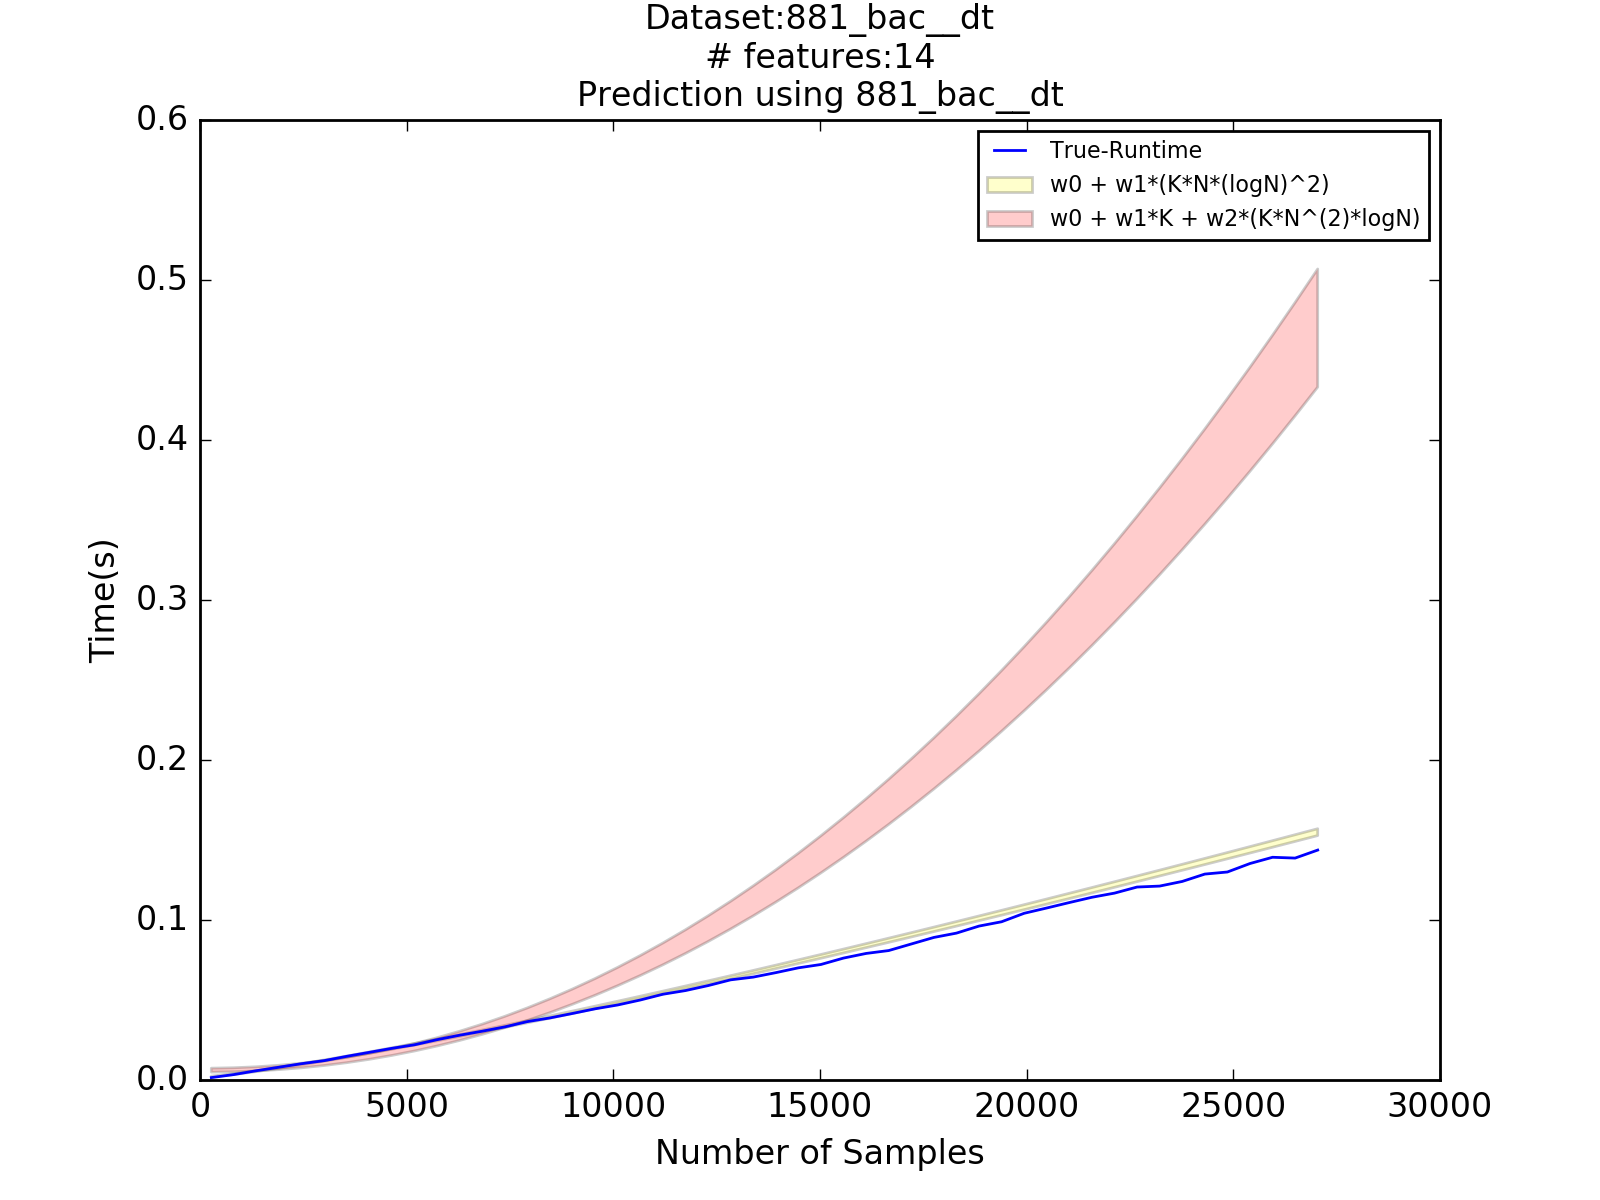 Dataset:881_bac__dt
# features:14
Prediction using 881_bac__dt
0.6
0.5
0.4
0.3
0.2
0.1
0.0
Time(s)
True-Runtime
w0 + w1*(K*N*(logN)^2)
w0 + w1*K + w2*(K*N^(2)*logN)
0 5000 10000 15000 20000 25000 30000
Number of Samples